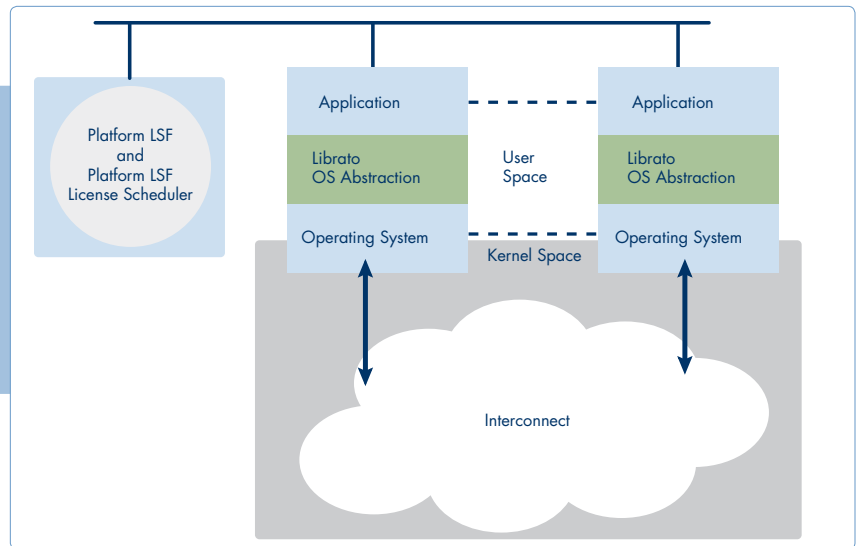 Platform LSF
and
Platform LSF
License Scheduler
Application
Librato
OS Abstraction
Operating System
User
Space
Kernel Space
Application
Librato
OS Abstraction
Operating System
Interconnect